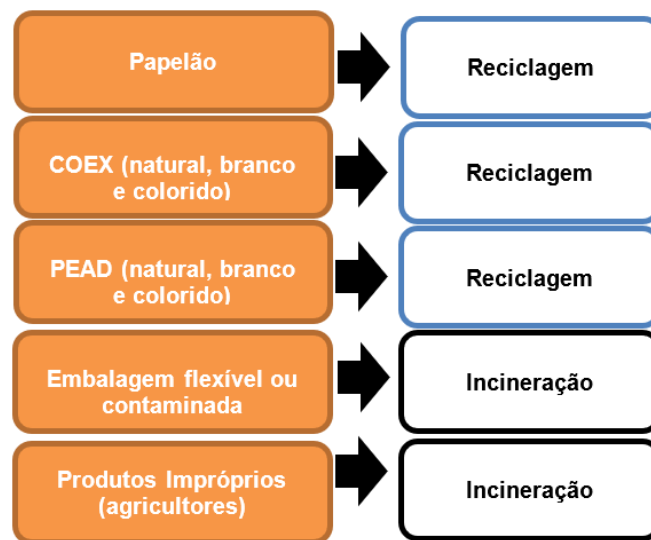 Papelão
Reciclagem
COEX (natural, branco
e colorido)
Reciclagem
PEAD (natural, branco
e colorido)
Reciclagem
Embalagem flexível ou
contaminada
Incineração
Produtos Impróprios
(agricultores)
Incineração